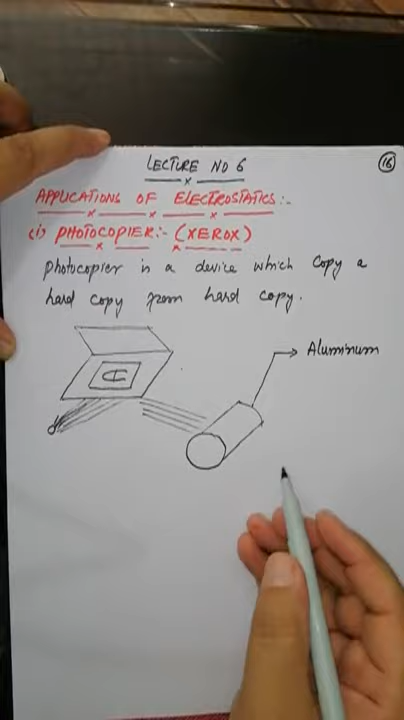 LECTURE NO 6
16
APPLICATIONS OF ELECTROSTATICS:-
(i) PHOTOCOPIER:- (XEROX)
Photocopier is a device which copy a
hard copy from hard copy.
Aluminum